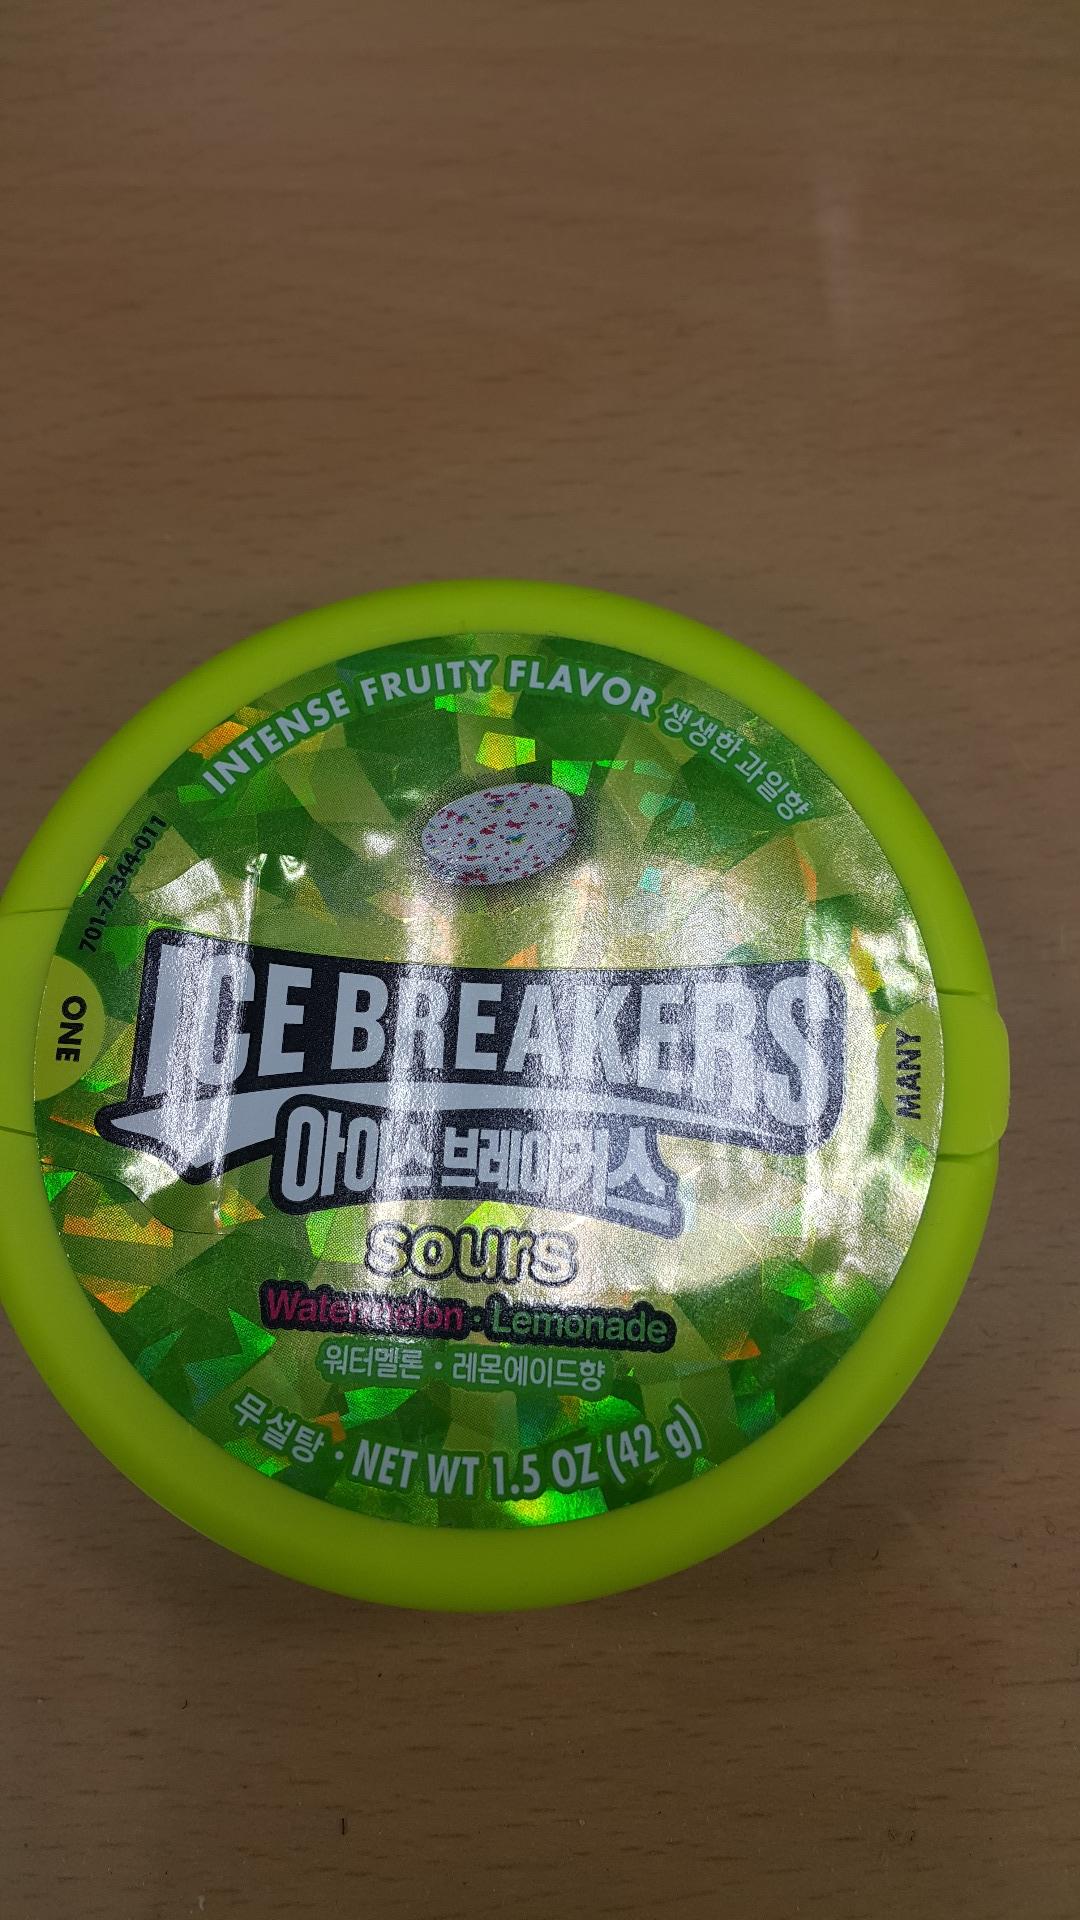 INTENSE FRUITY FLAVOR 생생한 과일향
701-72344-011
ONE
MANY
ICE BREAKERS
아이스 브레이커스
sours
Watermelon · Lemonade
워터멜론 · 레몬에이드향
무설탕 · NET WT 1.5 OZ (42 g)